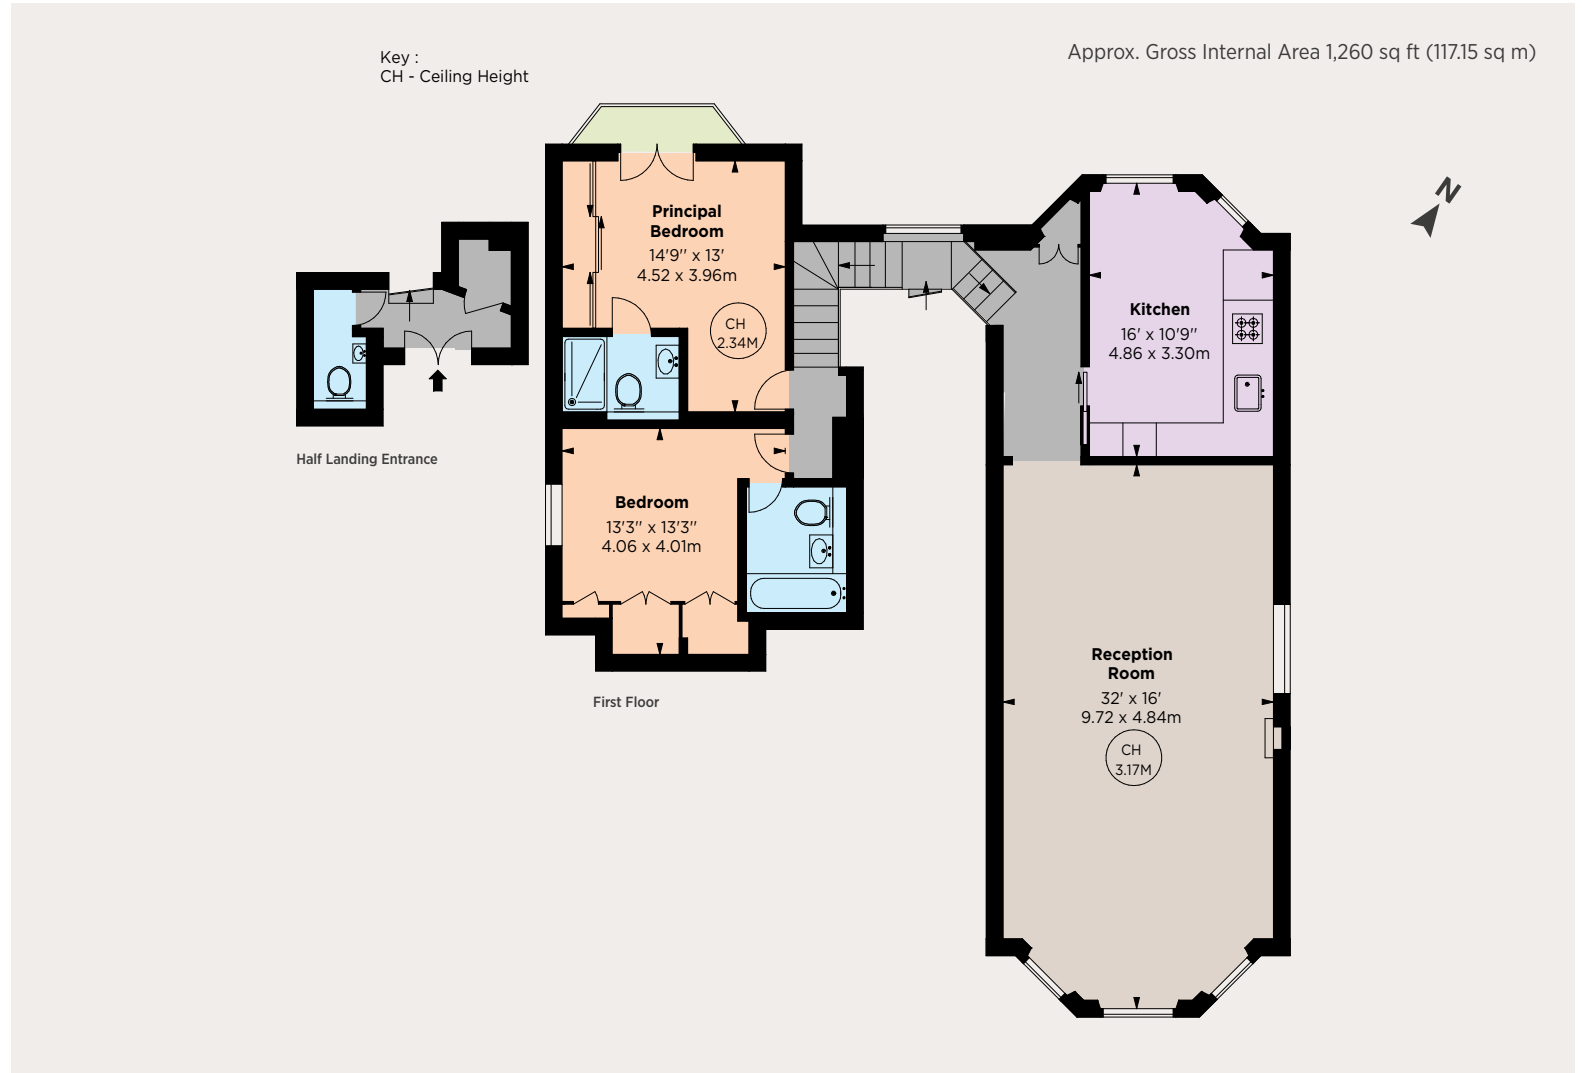 Key :
CH - Ceiling Height
Approx. Gross Internal Area 1,260 sq ft (117.15 sq m)
N
Principal
Bedroom
14'9'' x 13'
4.52 x 3.96m
CH
2.34M
Kitchen
16' x 10'9''
4.86 x 3.30m
Half Landing Entrance
Bedroom
13'3'' x 13'3''
4.06 x 4.01m
First Floor
Reception
Room
32' x 16'
9.72 x 4.84m
CH
3.17M